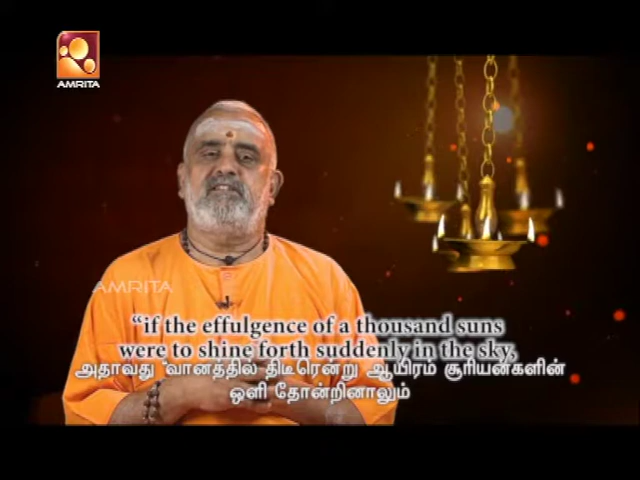 AMRITA
AMRITA
“if the effulgence of a thousand suns
were to shine forth suddenly in the sky,
அதாவது 'வானத்தில் திடீரென்று ஆயிரம் சூரியன்களின்
ஒளி தோன்றினாலும்